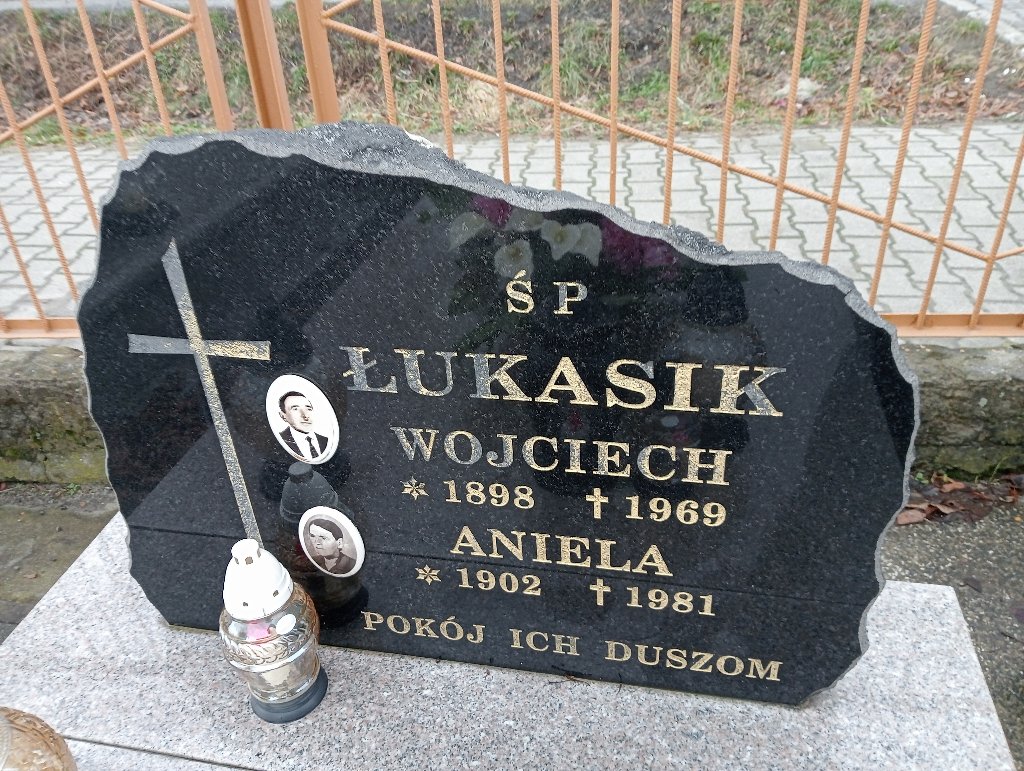 ŚP
ŁUKASIK
WOJCIECH
✲ 1898 ✝ 1969
ANIELA
✲ 1902 ✝ 1981
POKÓJ ICH DUSZOM